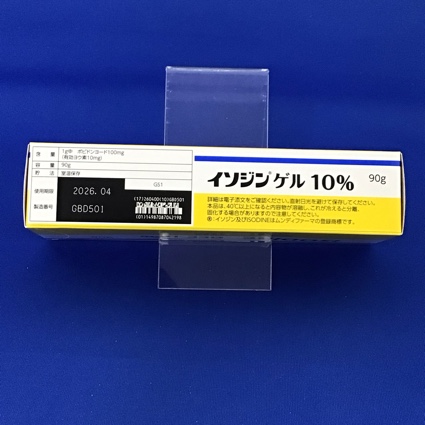 含量 1g中 ポビドンヨード100mg
(有効ヨウ素10mg)
容量 90g
貯法 室温保存
使用期限 2026.04
製造番号 GBD501
GS1
(17)260400(10)GBD501
(01)14987087042198
イソジンゲル 10% 90g
詳細は電子添文をご確認ください。直射日光を避けて保存してください。
本品は、40℃以上になると内容物が溶融し、これが冷えると分離、
固化する場合がありますので注意してください。
®:イソジン及びISODINEはムンディファーマの登録商標です。